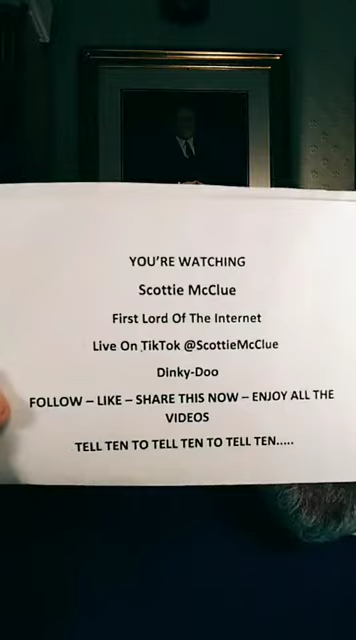 YOU'RE WATCHING
Scottie McClue
First Lord Of The Internet
Live On TikTok @ScottieMcClue
Dinky-Doo
FOLLOW – LIKE – SHARE THIS NOW – ENJOY ALL THE
VIDEOS
TELL TEN TO TELL TEN TO TELL TEN.....